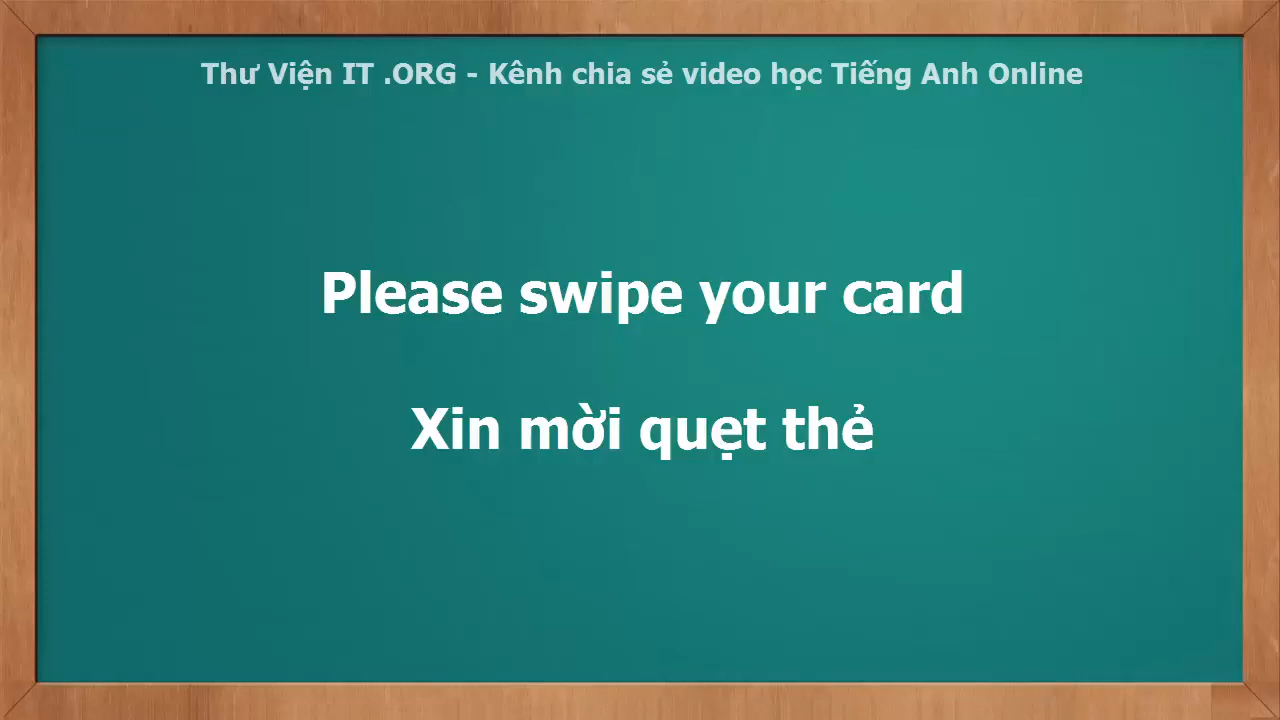 Thư Viện IT .ORG - Kênh chia sẻ video học Tiếng Anh Online
Please swipe your card
Xin mời quẹt thẻ